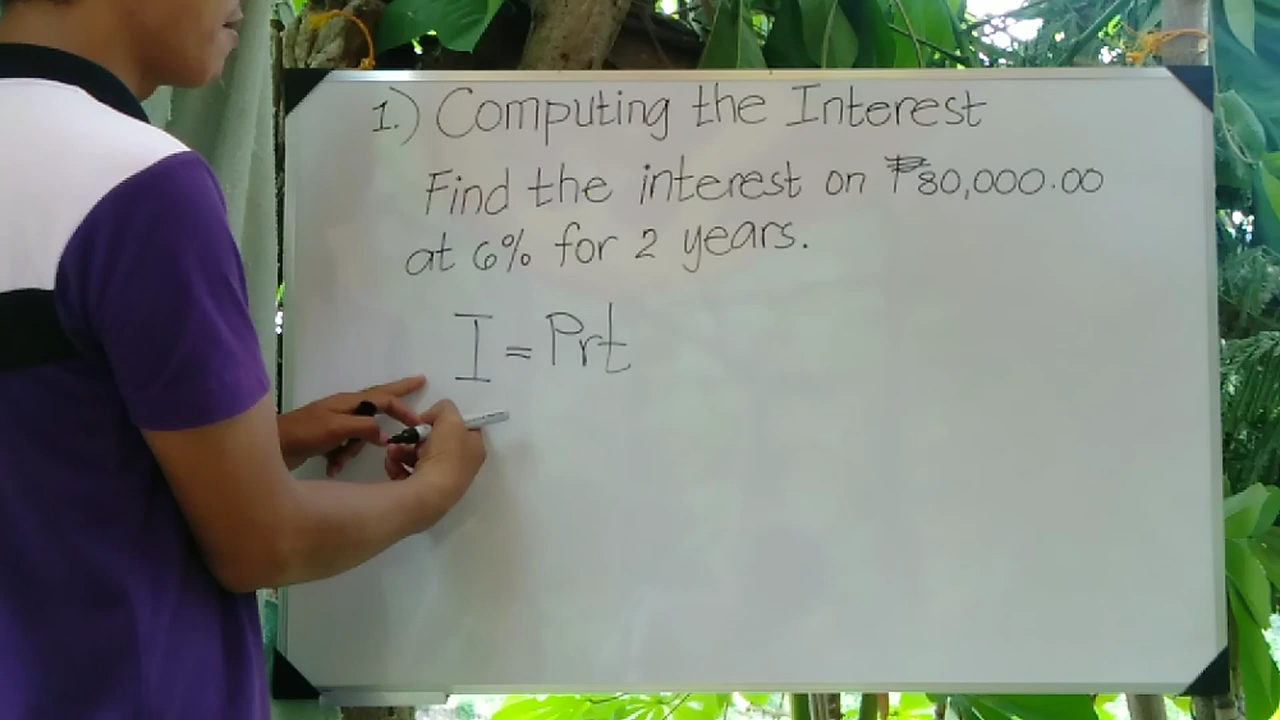 1.) Computing the Interest
Find the interest on ₱80,000.00
at 6% for 2 years.
I = Prt